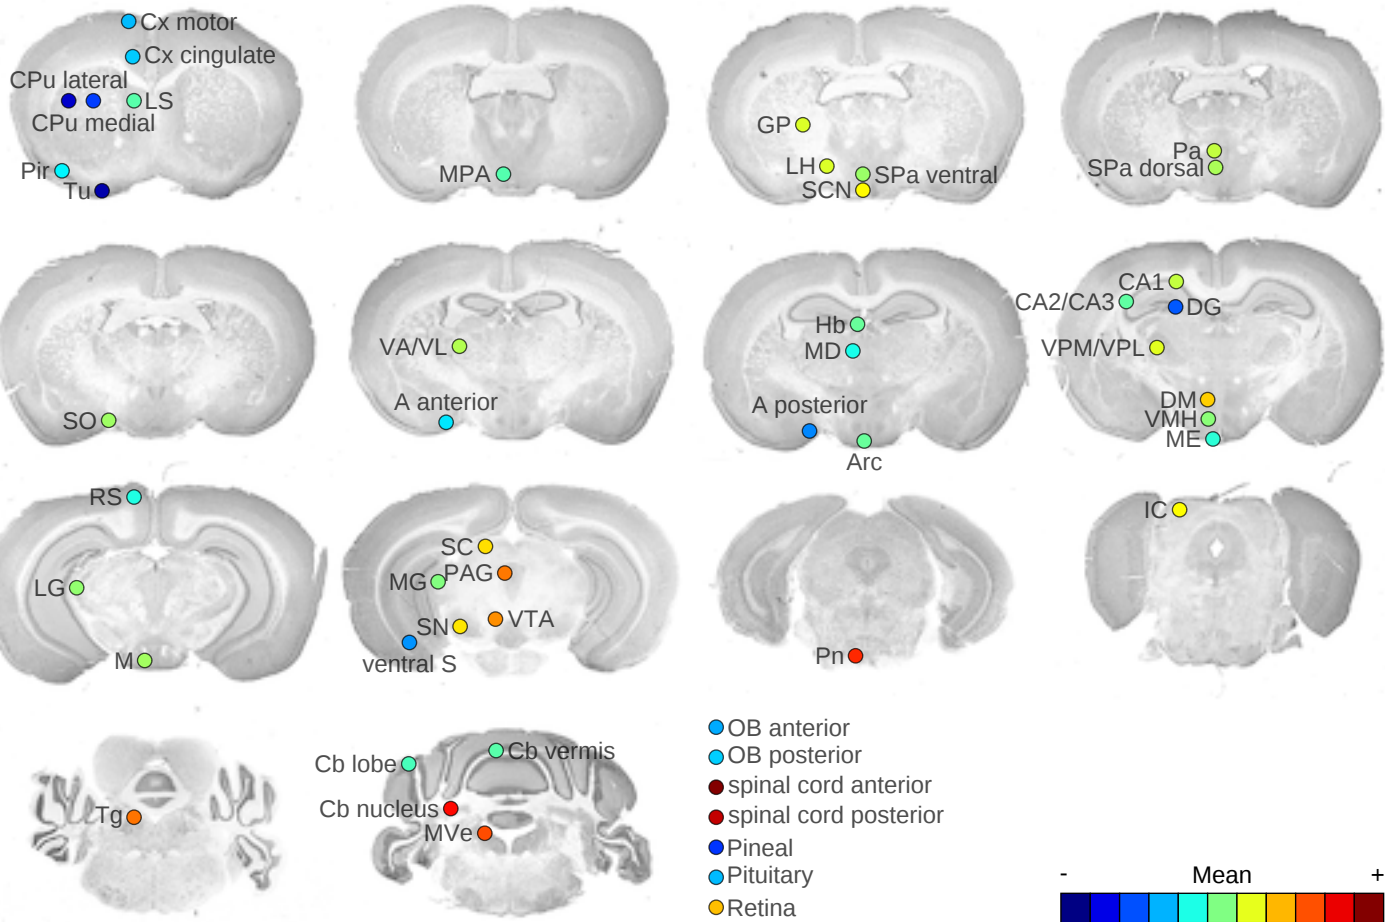 Cx motor
Cx cingulate
CPu lateral
LS
CPu medial
Pir
Tu
MPA
GP
LH
SPa ventral
SCN
Pa
SPa dorsal
SO
VA/VL
A anterior
Hb
MD
A posterior
Arc
CA1
CA2/CA3
DG
VPM/VPL
DM
VMH
ME
RS
LG
M
SC
PAG
MG
SN
VTA
ventral S
Pn
IC
Tg
Cb lobe
Cb vermis
Cb nucleus
MVe
OB anterior
OB posterior
spinal cord anterior
spinal cord posterior
Pineal
Pituitary
Retina
- Mean +